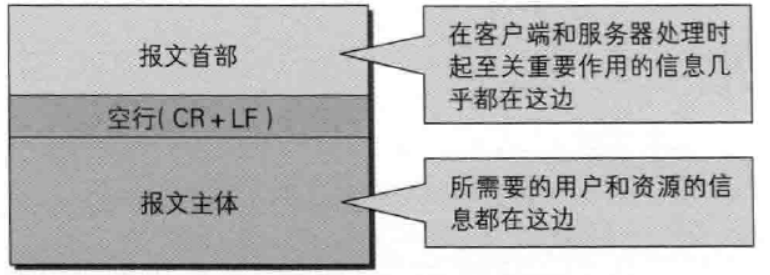 报文首部
空行(CR+LF)
报文主体
在客户端和服务器处理时
起至关重要作用的信息几
乎都在这边
所需要的用户和资源的信
息都在这边